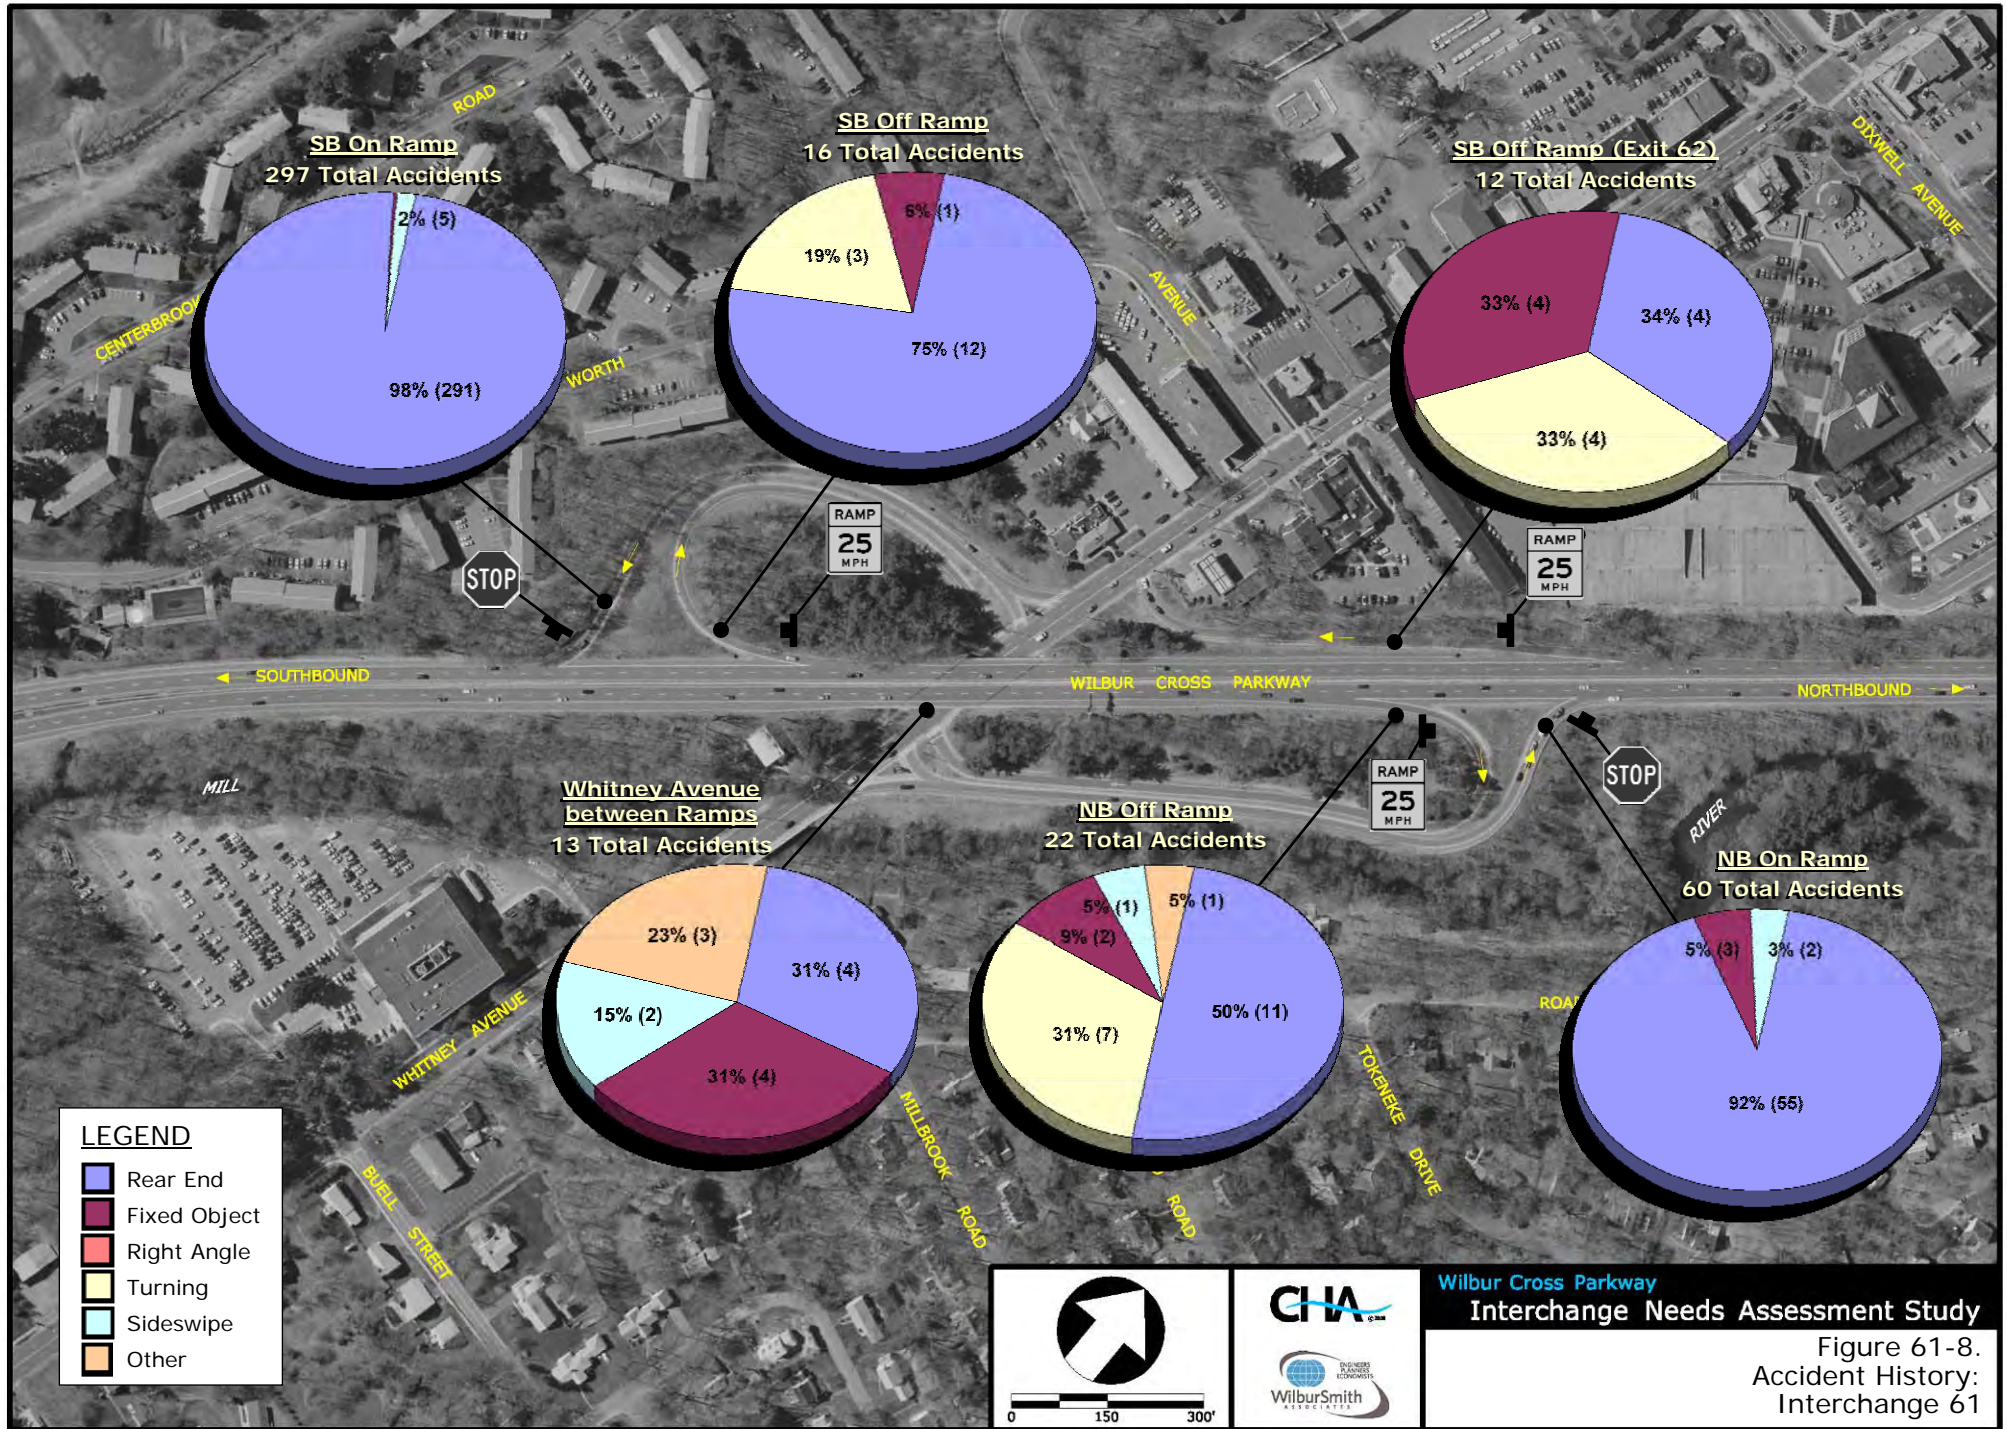 ROAD
SB On Ramp
297 Total Accidents
2% (5)
98% (291)
CENTERBROOK
WORTH
SB Off Ramp
16 Total Accidents
6% (1)
19% (3)
75% (12)
AVENUE
SB Off Ramp (Exit 62)
12 Total Accidents
33% (4)
34% (4)
33% (4)
DIXWELL AVENUE
STOP
RAMP
25
MPH
RAMP
25
MPH
SOUTHBOUND
WILBUR CROSS PARKWAY
NORTHBOUND
MILL
Whitney Avenue
between Ramps
13 Total Accidents
23% (3)
31% (4)
15% (2)
31% (4)
NB Off Ramp
22 Total Accidents
5% (1)
5% (1)
9% (2)
50% (11)
31% (7)
RAMP
25
MPH
STOP
RIVER
NB On Ramp
60 Total Accidents
5% (3)
3% (2)
92% (55)
WHITNEY AVENUE
MILLBROOK ROAD
ROAD
TOKENEKE DRIVE
BUELL STREET
LEGEND
Rear End
Fixed Object
Right Angle
Turning
Sideswipe
Other
0 150 300'
CHA
WilburSmith
ASSOCIATES
ENGINEERS
PLANNERS
ECONOMISTS
Wilbur Cross Parkway
Interchange Needs Assessment Study
Figure 61-8.
Accident History:
Interchange 61